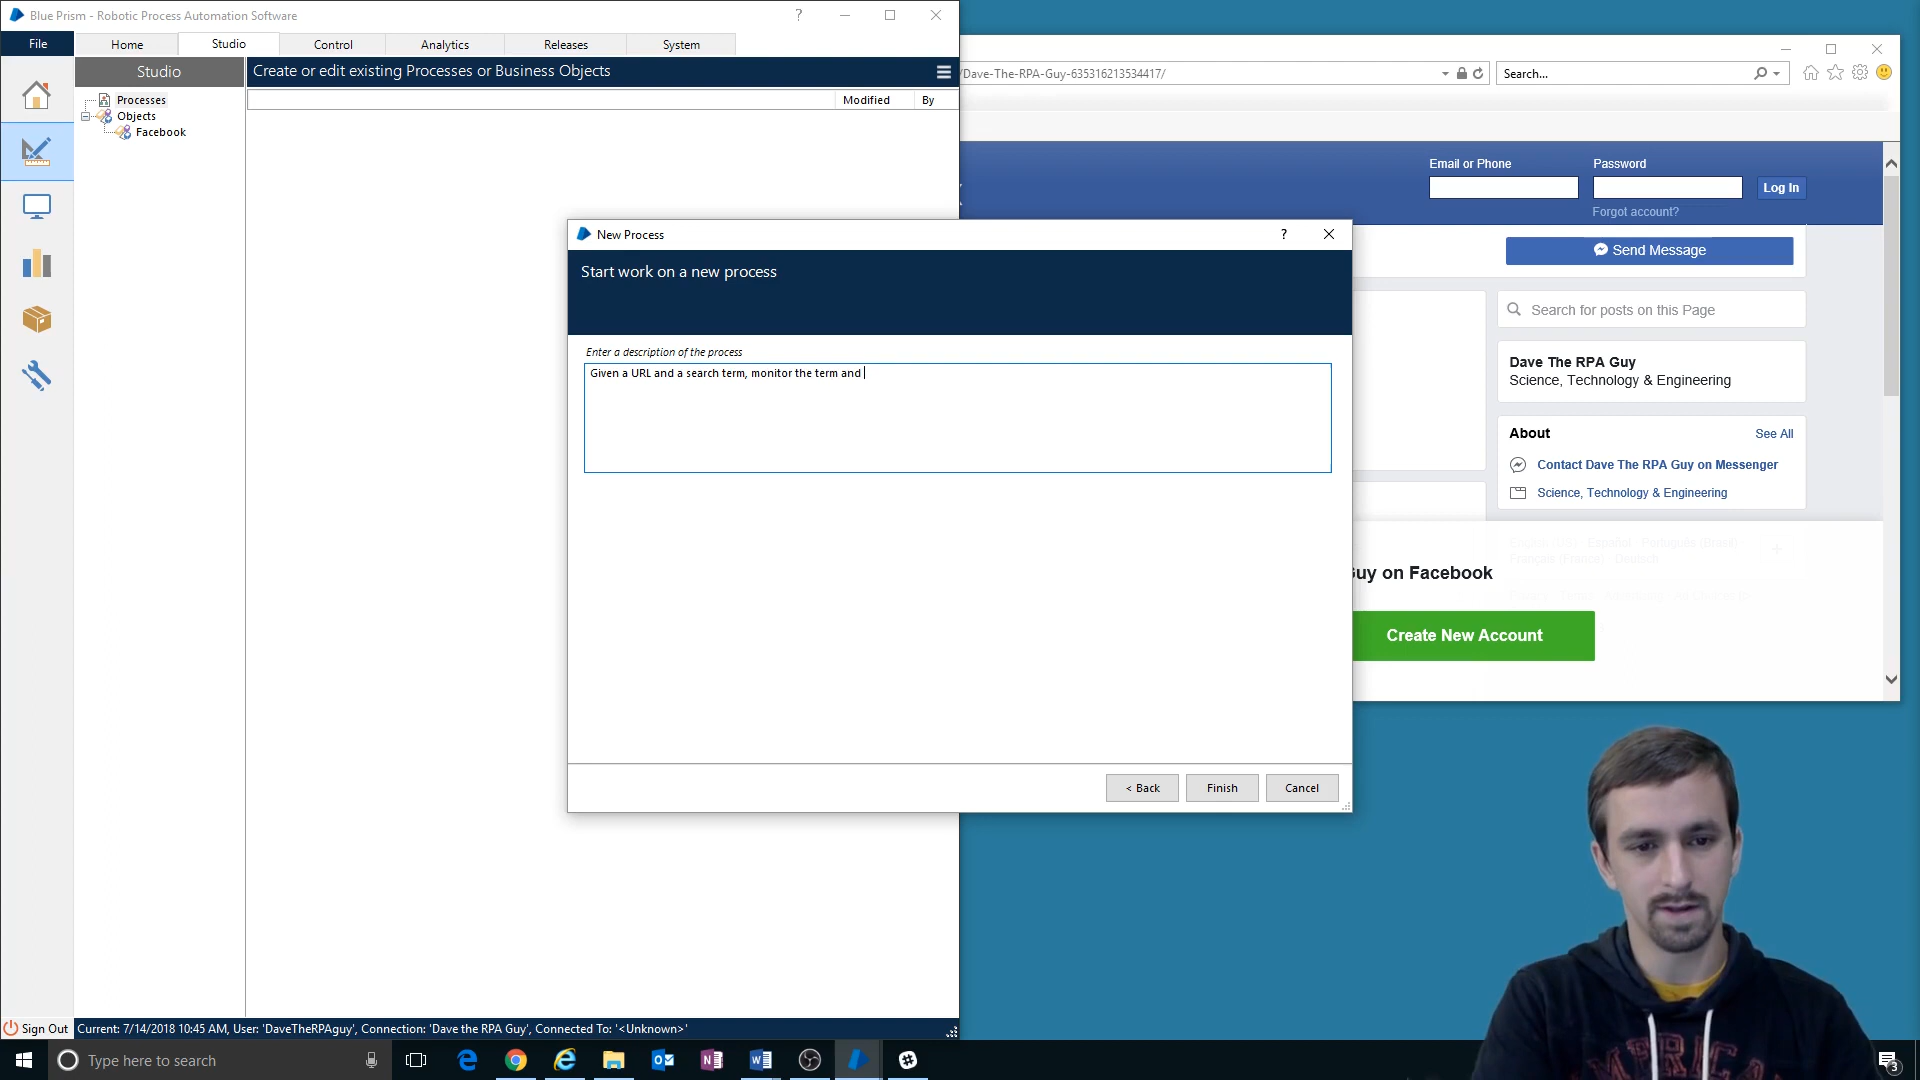 Blue Prism - Robotic Process Automation Software
?
File
Home
Studio
Control
Analytics
Releases
System
Studio
Create or edit existing Processes or Business Objects
Processes
Objects
Facebook
Modified
By
/Dave-The-RPA-Guy-635316213534417/
Search...
Email or Phone
Password
Log In
Forgot account?
Send Message
Search for posts on this Page
Dave The RPA Guy
Science, Technology & Engineering
About
See All
Contact Dave The RPA Guy on Messenger
Science, Technology & Engineering
Guy on Facebook
Create New Account
New Process
?
Start work on a new process
Enter a description of the process
Given a URL and a search term, monitor the term and
< Back
Finish
Cancel
Sign Out
Current: 7/14/2018 10:45 AM, User: 'DaveTheRPAguy', Connection: 'Dave the RPA Guy', Connected To: '<Unknown>'
Type here to search
3